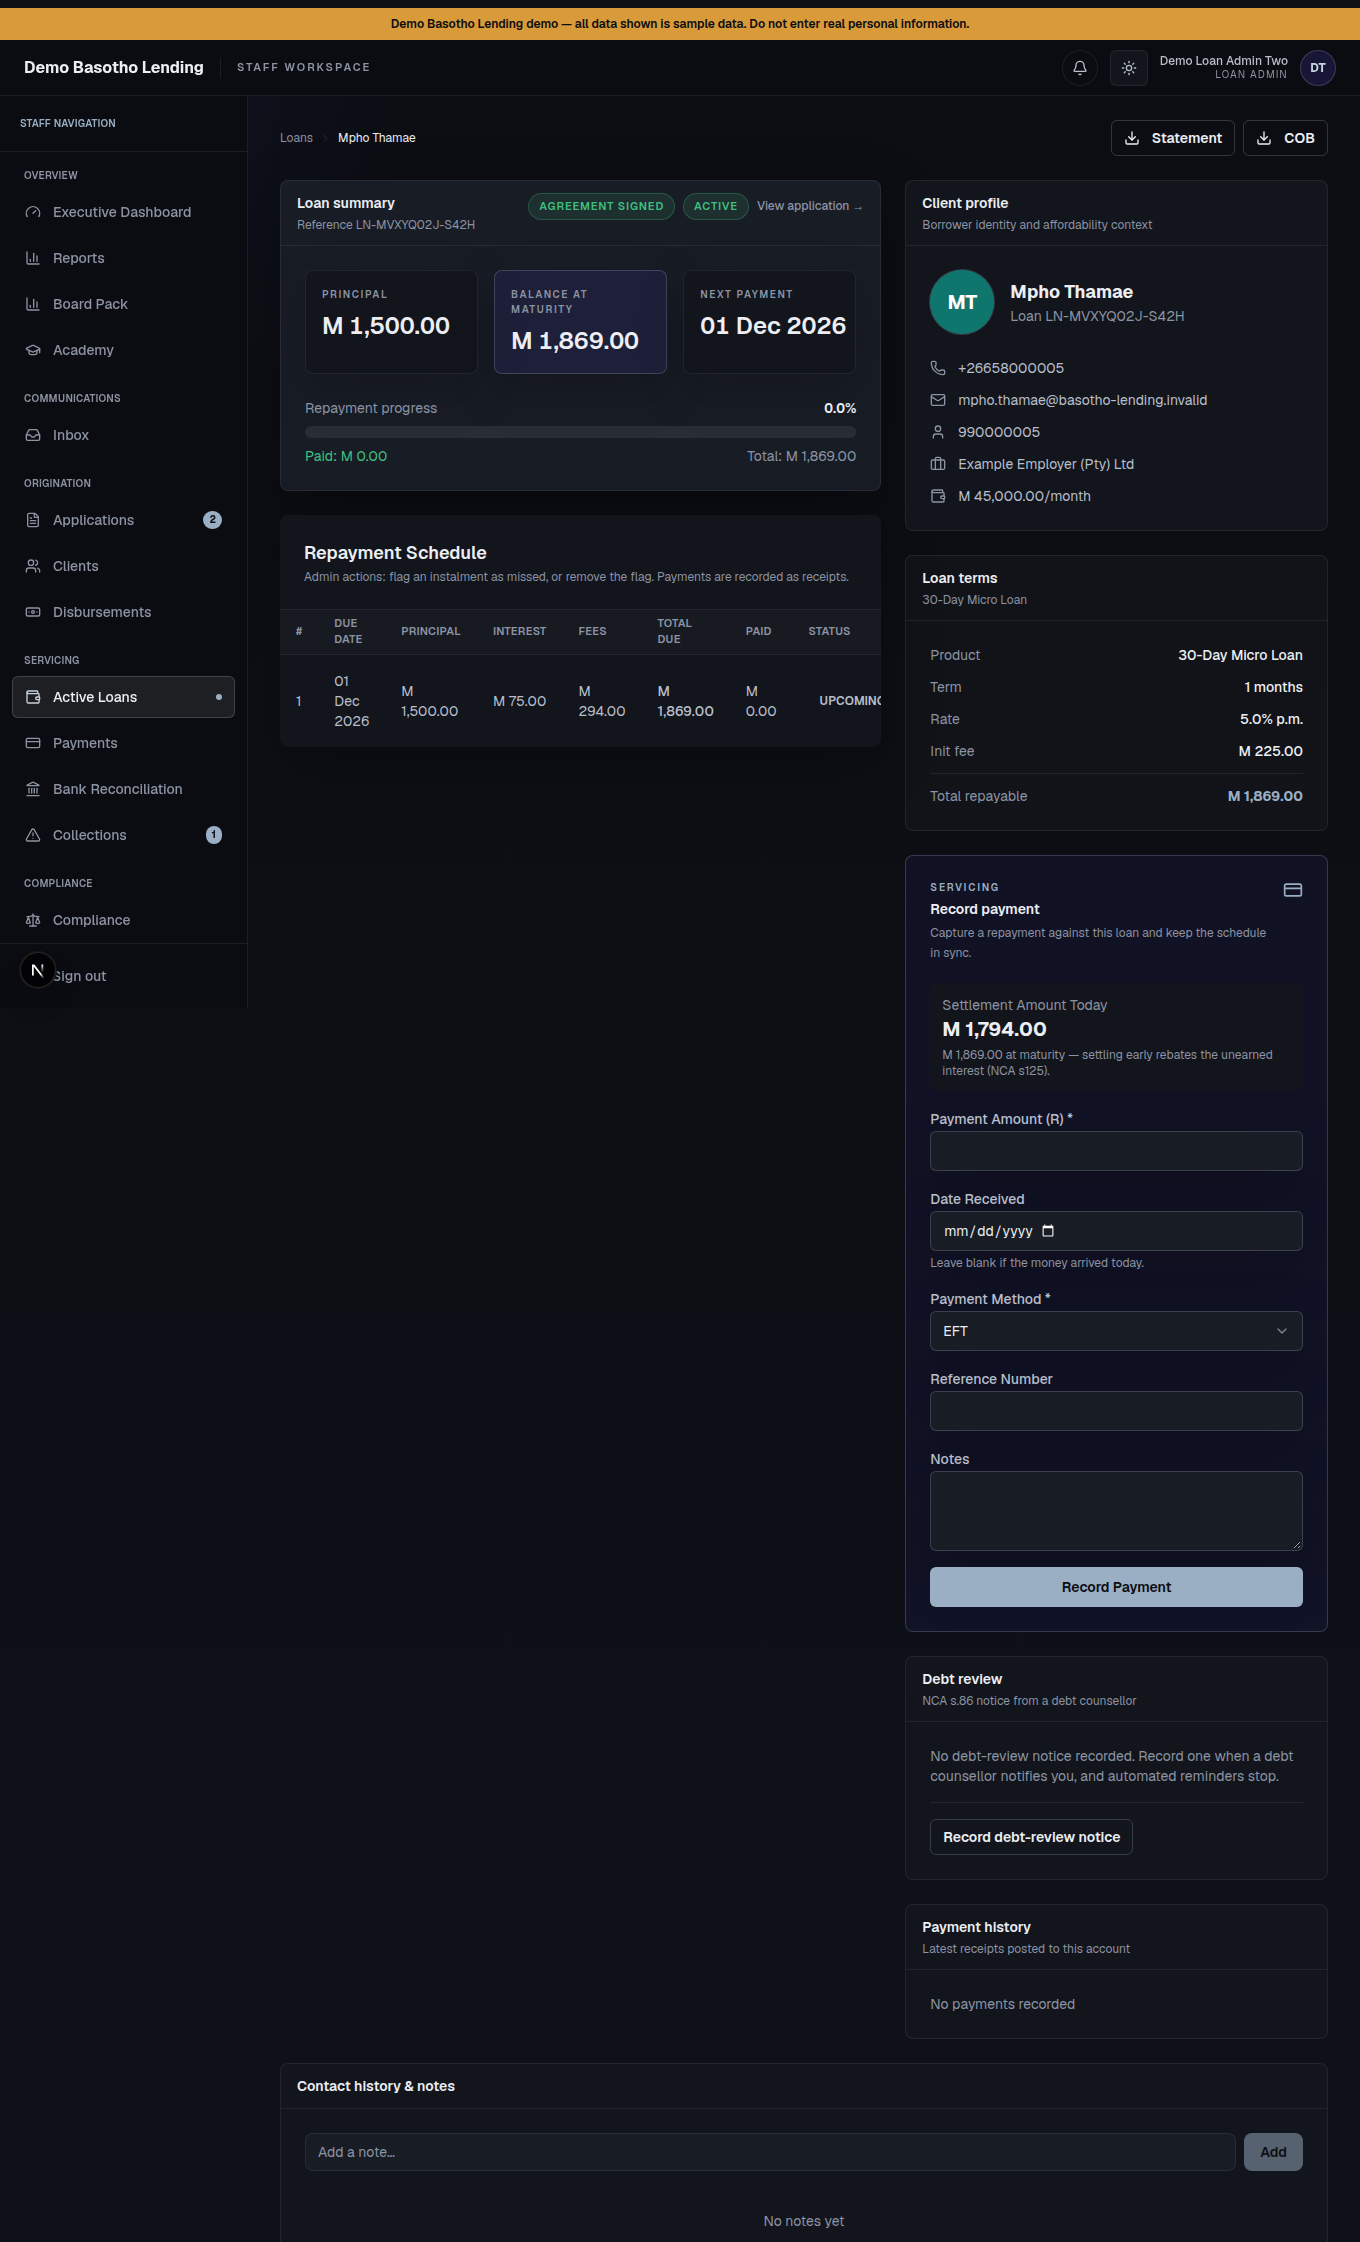 Demo Basotho Lending demo — all data shown is sample data. Do not enter real personal information.
Demo Basotho Lending
STAFF WORKSPACE
Demo Loan Admin Two
LOAN ADMIN
DT
STAFF NAVIGATION
OVERVIEW
Executive Dashboard
Reports
Board Pack
Academy
COMMUNICATIONS
Inbox
ORIGINATION
Applications 2
Clients
Disbursements
SERVICING
Active Loans
Payments
Bank Reconciliation
Collections 1
COMPLIANCE
Compliance
N
Sign out
Loans
Mpho Thamae
Statement
COB
Loan summary
Reference LN-MVXYQ02J-S42H
AGREEMENT SIGNED
ACTIVE
View application →
PRINCIPAL
M 1,500.00
BALANCE AT
MATURITY
M 1,869.00
NEXT PAYMENT
01 Dec 2026
Repayment progress
0.0%
Paid: M 0.00
Total: M 1,869.00
Repayment Schedule
Admin actions: flag an instalment as missed, or remove the flag. Payments are recorded as receipts.
#
DUE
DATE
PRINCIPAL
INTEREST
FEES
TOTAL
DUE
PAID
STATUS
1
01
Dec
2026
M
1,500.00
M 75.00
M
294.00
M
1,869.00
M
0.00
UPCOMING
Client profile
Borrower identity and affordability context
MT
Mpho Thamae
Loan LN-MVXYQ02J-S42H
+26658000005
mpho.thamae@basotho-lending.invalid
990000005
Example Employer (Pty) Ltd
M 45,000.00/month
Loan terms
30-Day Micro Loan
Product
30-Day Micro Loan
Term
1 months
Rate
5.0% p.m.
Init fee
M 225.00
Total repayable
M 1,869.00
SERVICING
Record payment
Capture a repayment against this loan and keep the schedule
in sync.
Settlement Amount Today
M 1,794.00
M 1,869.00 at maturity — settling early rebates the unearned
interest (NCA s125).
Payment Amount (R) *
Date Received
mm/dd/yyyy
Leave blank if the money arrived today.
Payment Method *
EFT
Reference Number
Notes
Record Payment
Debt review
NCA s.86 notice from a debt counsellor
No debt-review notice recorded. Record one when a debt
counsellor notifies you, and automated reminders stop.
Record debt-review notice
Payment history
Latest receipts posted to this account
No payments recorded
Contact history & notes
Add a note...
Add
No notes yet